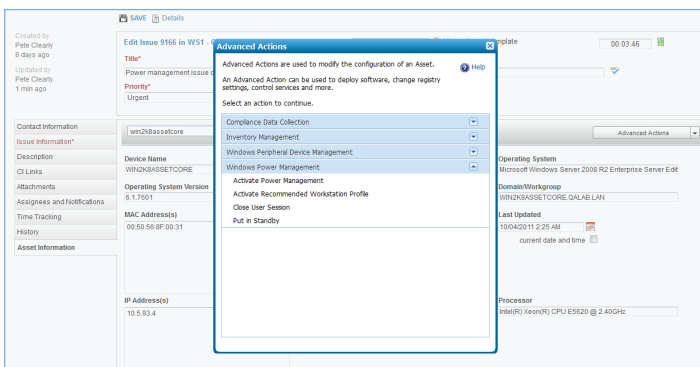 SAVE Details
Created by
Pete Clearly
8 days ago
Updated by
Pete Clearly
1 min ago
Edit Issue 9166 in WS1 -
mplate
00:03:46
Title*
Power management issue
Priority*
Urgent
Advanced Actions
Advanced Actions are used to modify the configuration of an Asset.
Help
An Advanced Action can be used to deploy software, change registry
settings, control services and more.
Select an action to continue.
Compliance Data Collection
Inventory Management
Windows Peripheral Device Management
Windows Power Management
Activate Power Management
Activate Recommended Workstation Profile
Close User Session
Put in Standby
Contact Information
Issue Information*
Description
CI Links
Attachments
Assignees and Notifications
Time Tracking
History
Asset Information
win2k8assetcore
Advanced Actions
Device Name
WIN2K8ASSETCORE
Operating System
Microsoft Windows Server 2008 R2 Enterprise Server Edit
Operating System Version
6.1.7601
Domain/Workgroup
WIN2K8ASSETCORE.QALAB.LAN
MAC Address(s)
00:50:56:8F:00:31
Last Updated
10/04/2011 2:25 AM
current date and time
IP Address(s)
10.5.93.4
Processor
Intel(R) Xeon(R) CPU E5620 @ 2.40GHz